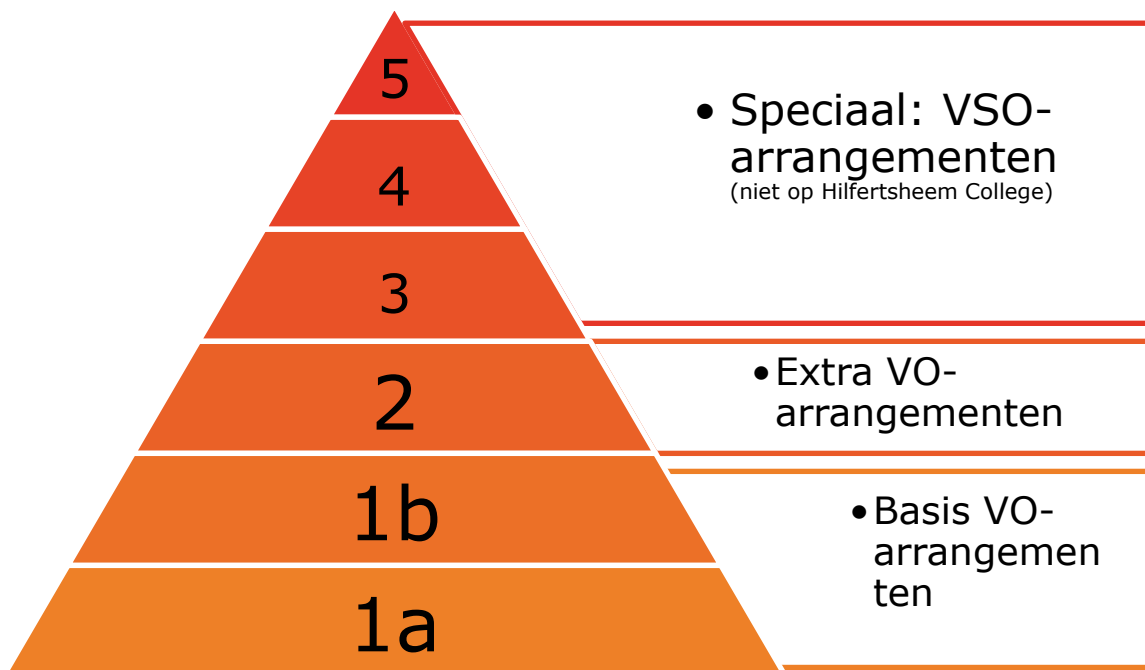 5
• Speciaal: VSO-
arrangementen
(niet op Hilfertsheem College)
4
3
2
• Extra VO-
arrangementen
1b
• Basis VO-
arrangemen
ten
1a